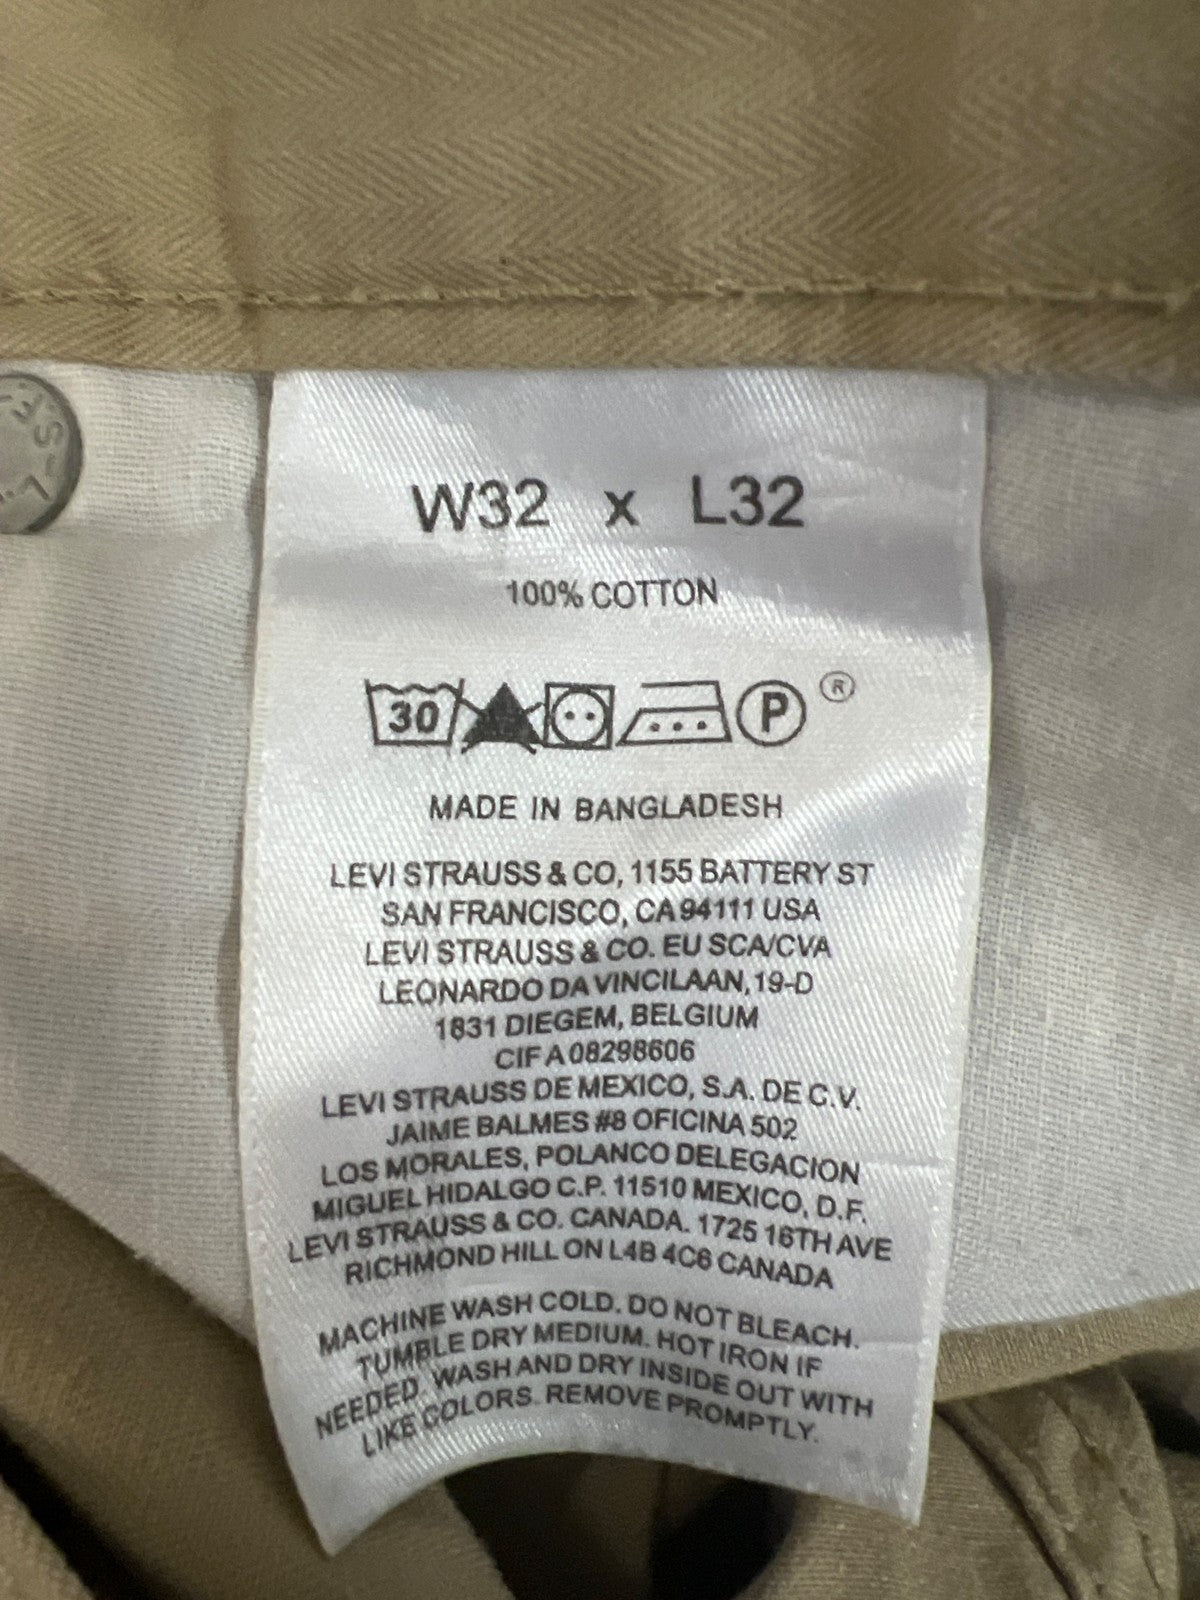 W32 x L32
100% COTTON
30 P ®
MADE IN BANGLADESH
LEVI STRAUSS & CO, 1155 BATTERY ST
SAN FRANCISCO, CA 94111 USA
LEVI STRAUSS & CO. EU SCA/CVA
LEONARDO DA VINCILAAN, 19-D
1831 DIEGEM, BELGIUM
CIF A 08298606
LEVI STRAUSS DE MEXICO, S.A. DE C.V.
JAIME BALMES #8 OFICINA 502
LOS MORALES, POLANCO DELEGACION
MIGUEL HIDALGO C.P. 11510 MEXICO, D.F.
LEVI STRAUSS & CO. CANADA. 1725 16TH AVE
RICHMOND HILL ON L4B 4C6 CANADA
MACHINE WASH COLD. DO NOT BLEACH.
TUMBLE DRY MEDIUM. HOT IRON IF
NEEDED. WASH AND DRY INSIDE OUT WITH
LIKE COLORS. REMOVE PROMPTLY.